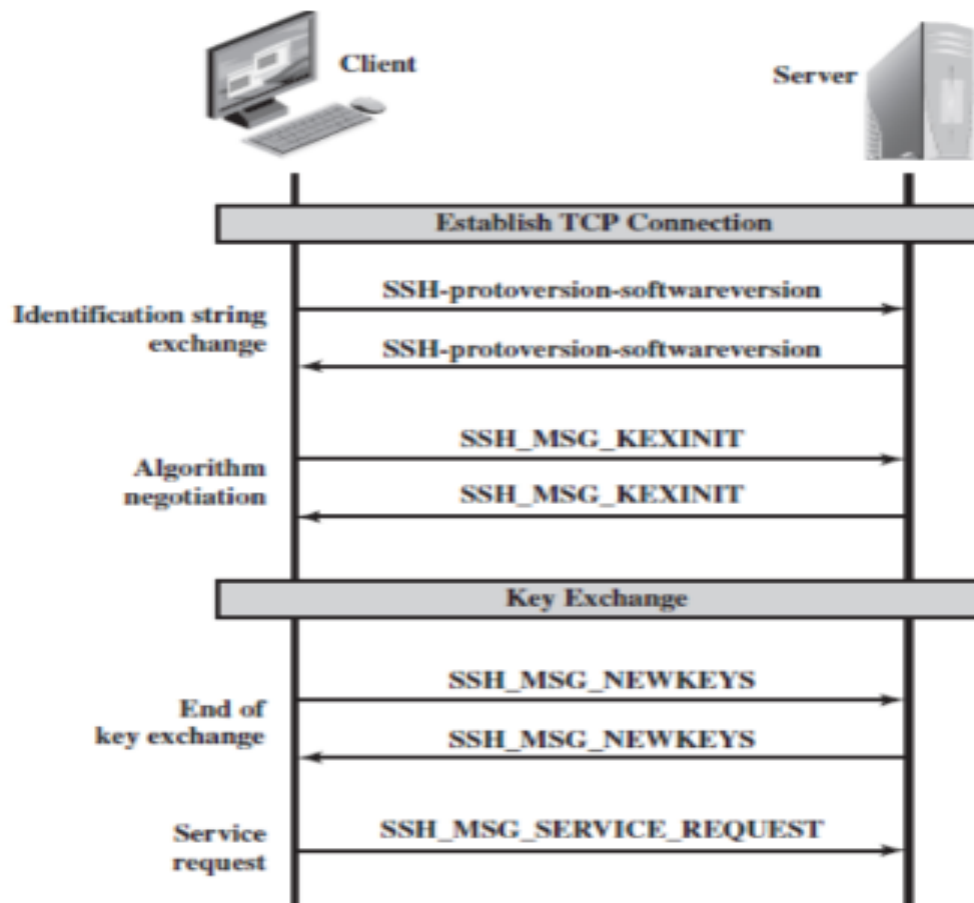 Client
Server
Establish TCP Connection
SSH-protoversion-softwareversion
Identification string
exchange
SSH-protoversion-softwareversion
SSH_MSG_KEXINIT
Algorithm
negotiation
SSH_MSG_KEXINIT
Key Exchange
SSH_MSG_NEWKEYS
End of
key exchange
SSH_MSG_NEWKEYS
Service
request
SSH_MSG_SERVICE_REQUEST